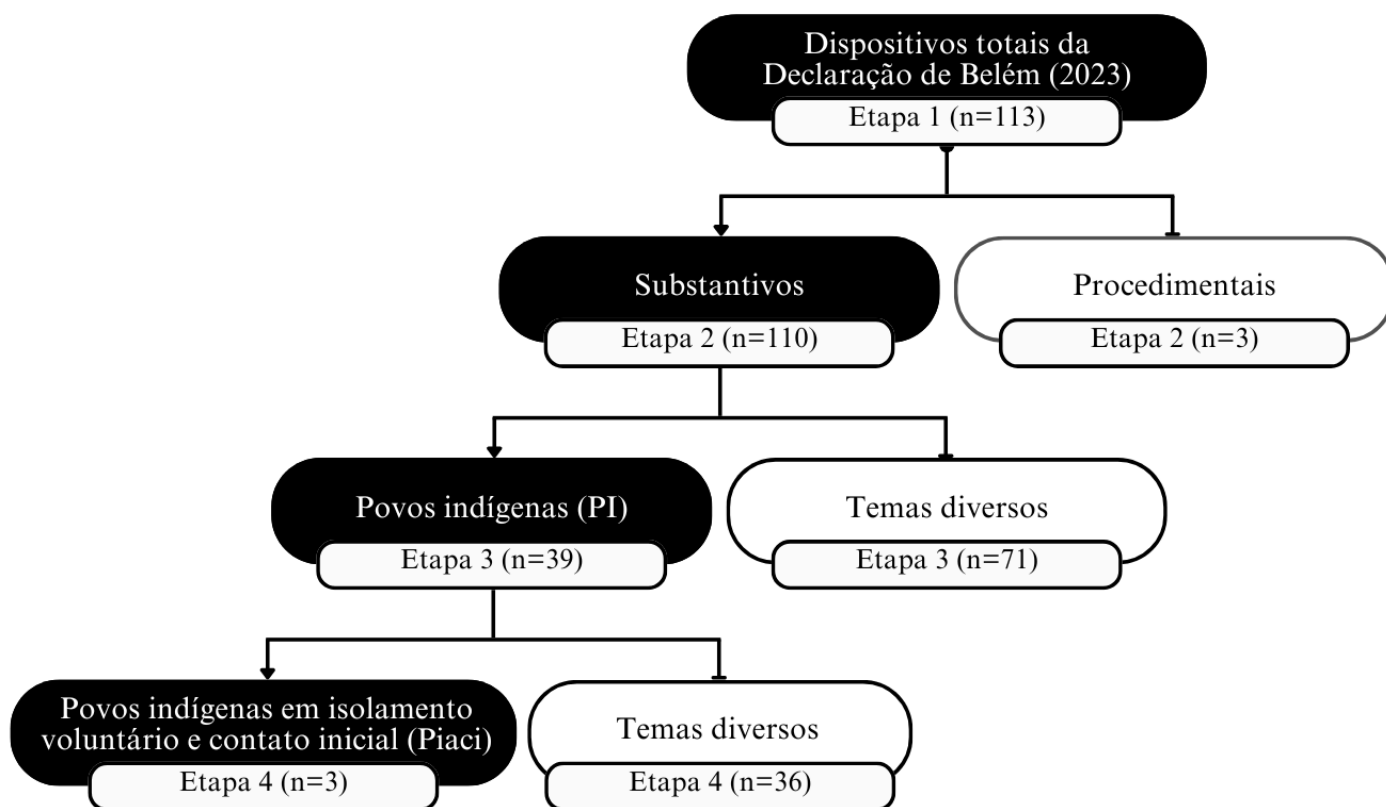 Dispositivos totais da
Declaração de Belém (2023)
Etapa 1 (n=113)
Substantivos
Etapa 2 (n=110)
Procedimentais
Etapa 2 (n=3)
Povos indígenas (PI)
Etapa 3 (n=39)
Temas diversos
Etapa 3 (n=71)
Povos indígenas em isolamento
voluntário e contato inicial (Piaci)
Etapa 4 (n=3)
Temas diversos
Etapa 4 (n=36)